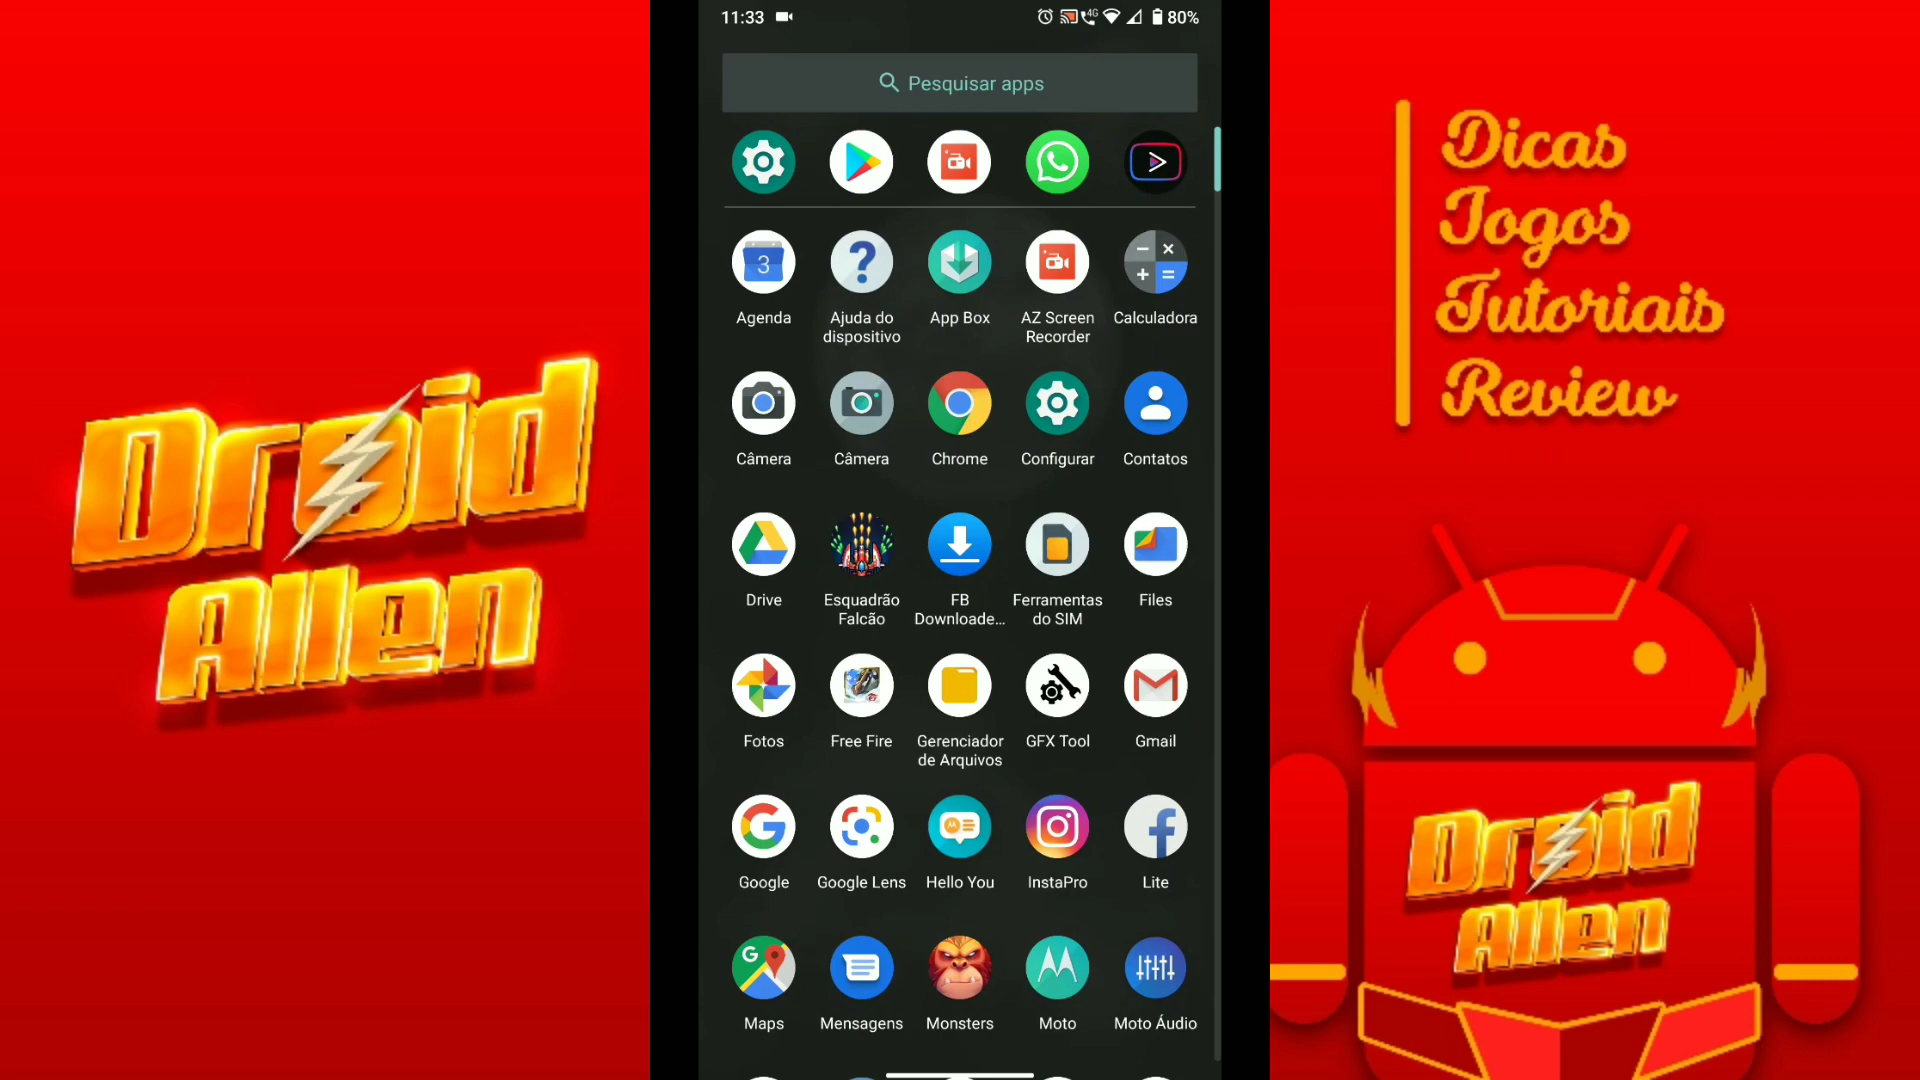 Droid
Allen
11:33
4G
80%
Pesquisar apps
3
Agenda
Ajuda do
dispositivo
App Box
AZ Screen
Recorder
Calculadora
Câmera
Câmera
Chrome
Configurar
Contatos
Drive
Esquadrão
Falcão
FB
Downloade...
Ferramentas
do SIM
Files
Fotos
Free Fire
Gerenciador
de Arquivos
GFX Tool
Gmail
Google
Google Lens
Hello You
InstaPro
Lite
Maps
Mensagens
Monsters
Moto
Moto Áudio
Dicas
Jogos
Tutoriais
Review
Droid
Allen